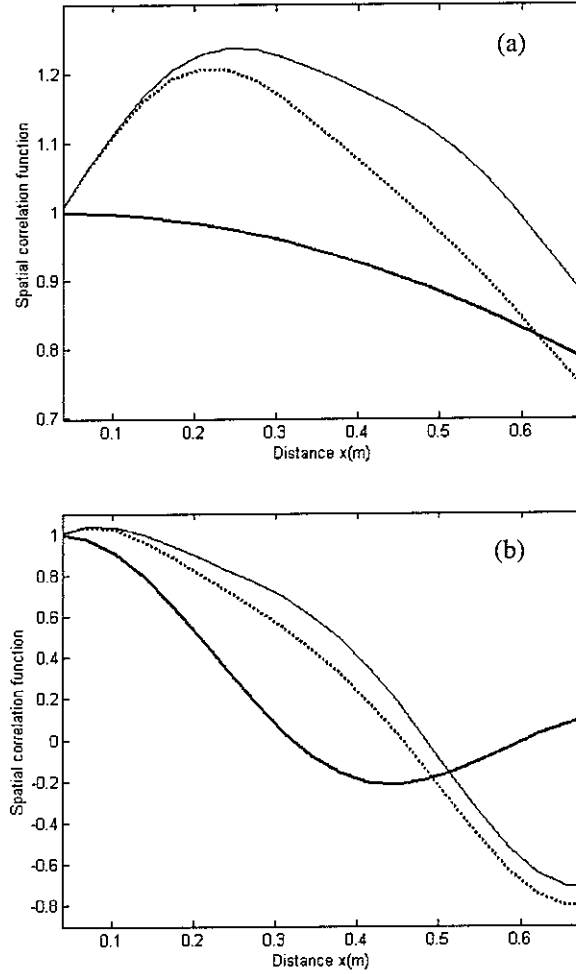 (a)
Spatial correlation function
1.2
1.1
1
0.9
0.8
0.7
0.1 0.2 0.3 0.4 0.5 0.6
Distance x(m)
(b)
Spatial correlation function
1
0.8
0.6
0.4
0.2
0
-0.2
-0.4
-0.6
-0.8
0.1 0.2 0.3 0.4 0.5 0.6
Distance x(m)